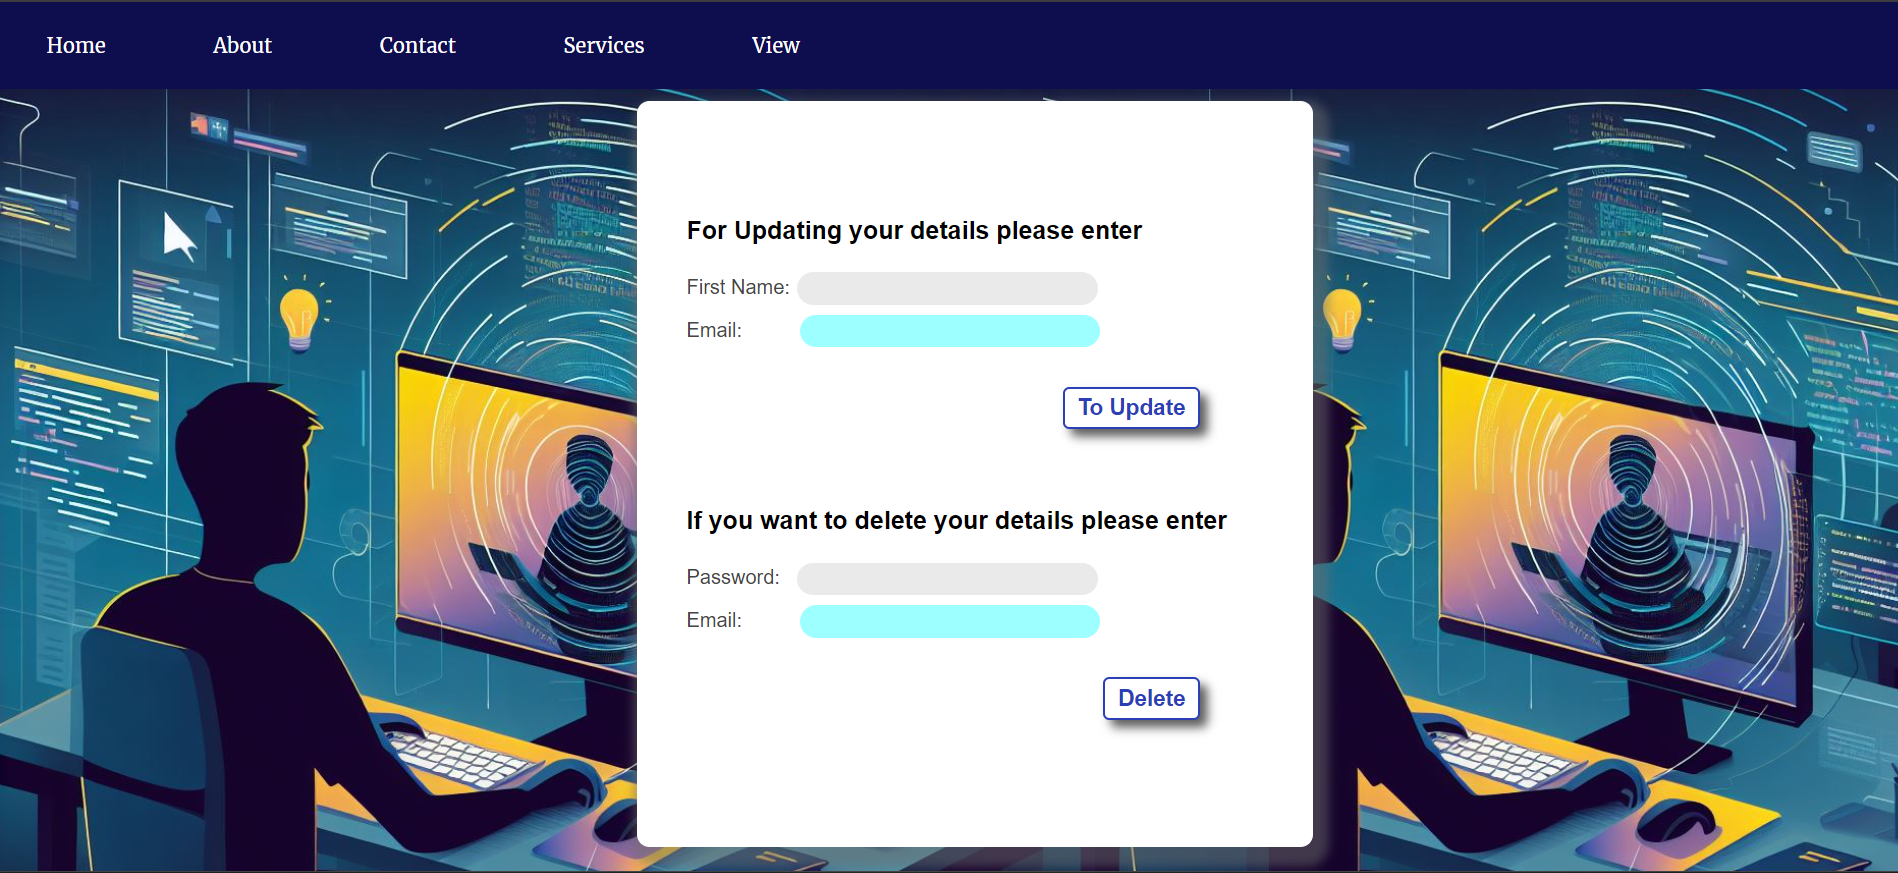 Home About Contact Services View
For Updating your details please enter
First Name:
Email:
To Update
If you want to delete your details please enter
Password:
Email:
Delete